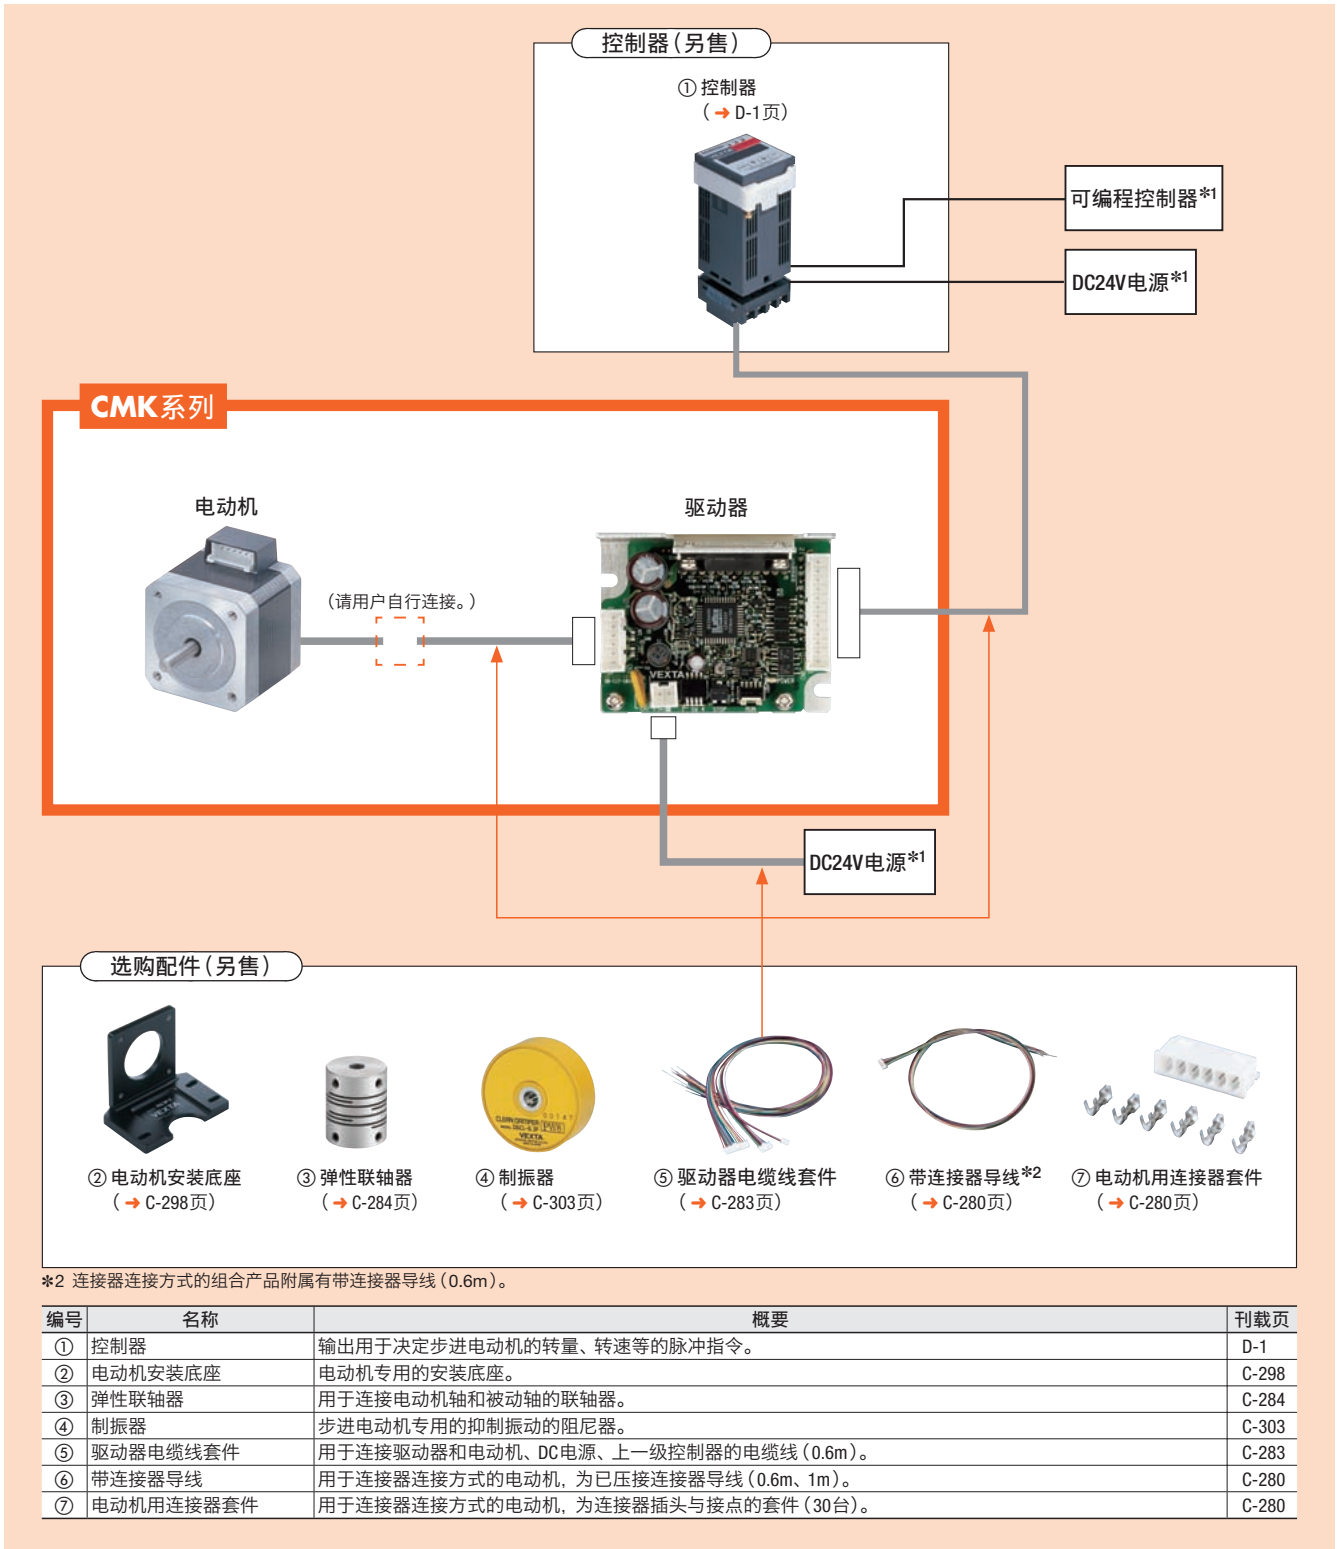 控制器（另售）
①控制器
（➜ D-1页）
可编程控制器*1
DC24V电源*1
CMK系列
电动机
驱动器
（请用户自行连接。）
VEXTA
DC24V电源*1
选购配件（另售）
CLEAN DAMPER
VEXTA
②电动机安装底座
（➜ C-298页）
③弹性联轴器
（➜ C-284页）
④制振器
（➜ C-303页）
⑤驱动器电缆线套件
（➜ C-283页）
⑥带连接器导线*2
（➜ C-280页）
⑦电动机用连接器套件
（➜ C-280页）
*2 连接器连接方式的组合产品附属有带连接器导线（0.6m）。
编号 名称 概要 刊载页
① 控制器 输出用于决定步进电动机的转量、转速等的脉冲指令。 D-1
② 电动机安装底座 电动机专用的安装底座。 C-298
③ 弹性联轴器 用于连接电动机轴和被动轴的联轴器。 C-284
④ 制振器 步进电动机专用的抑制振动的阻尼器。 C-303
⑤ 驱动器电缆线套件 用于连接驱动器和电动机、DC电源、上一级控制器的电缆线（0.6m）。 C-283
⑥ 带连接器导线 用于连接器连接方式的电动机，为已压接连接器导线（0.6m、1m）。 C-280
⑦ 电动机用连接器套件 用于连接器连接方式的电动机，为连接器插头与接点的套件（30台）。 C-280